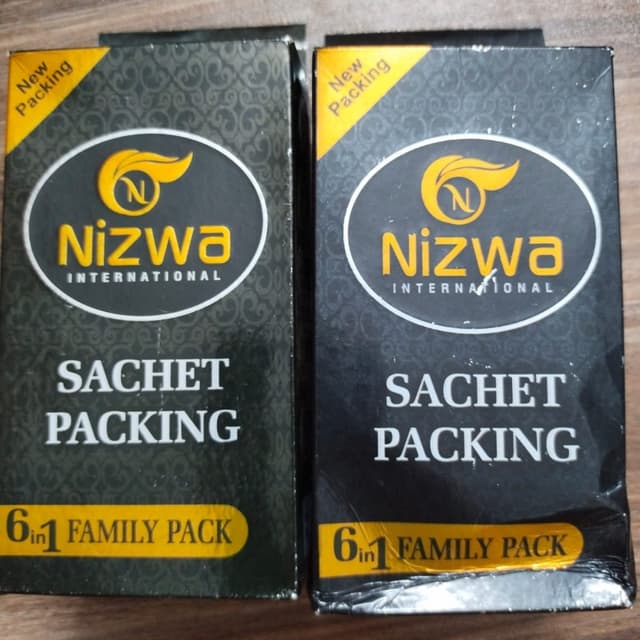 New
Packing
N
Nizwa
INTERNATIONAL
SACHET
PACKING
6in1 FAMILY PACK
New
Packing
N
Nizwa
INTERNATIONAL
SACHET
PACKING
6in1 FAMILY PACK